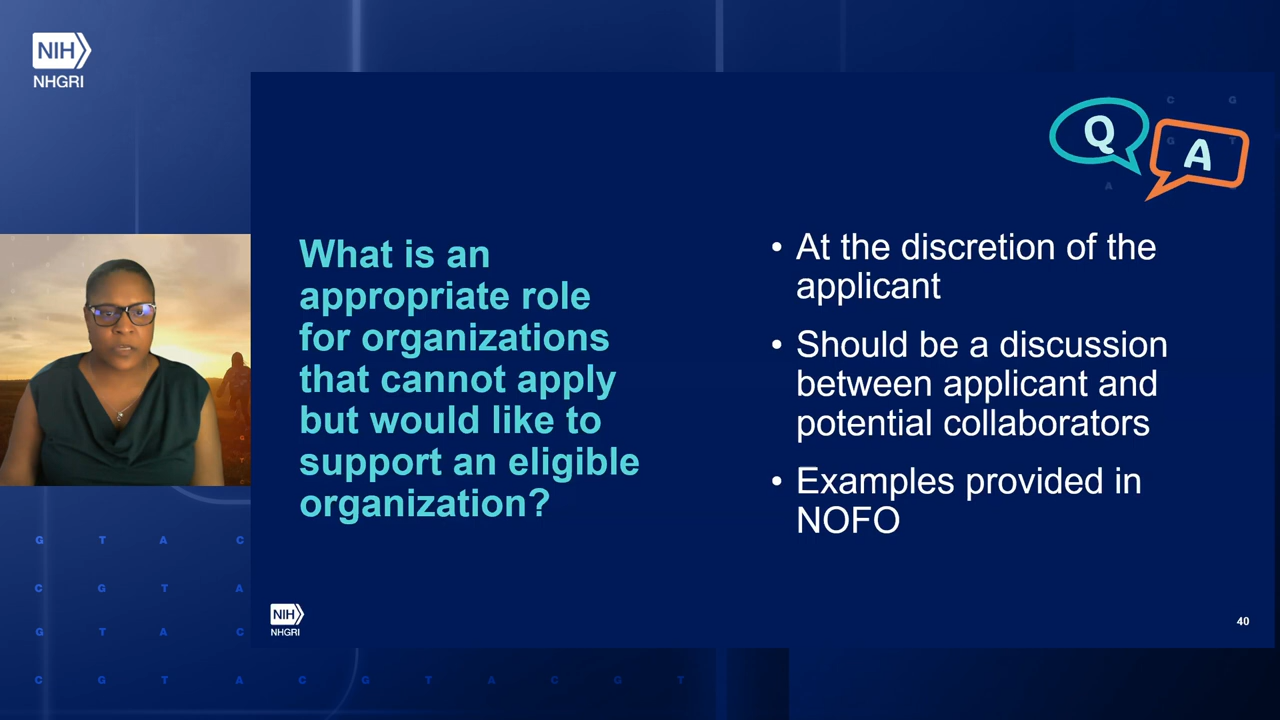 NIH
NHGRI
Q
A
What is an
appropriate role
for organizations
that cannot apply
but would like to
support an eligible
organization?
• At the discretion of the
applicant
• Should be a discussion
between applicant and
potential collaborators
• Examples provided in
NOFO
NIH
NHGRI
40
C G
G T
A
G T A C
C G T A
G T A C
C G T A C G T A C G T